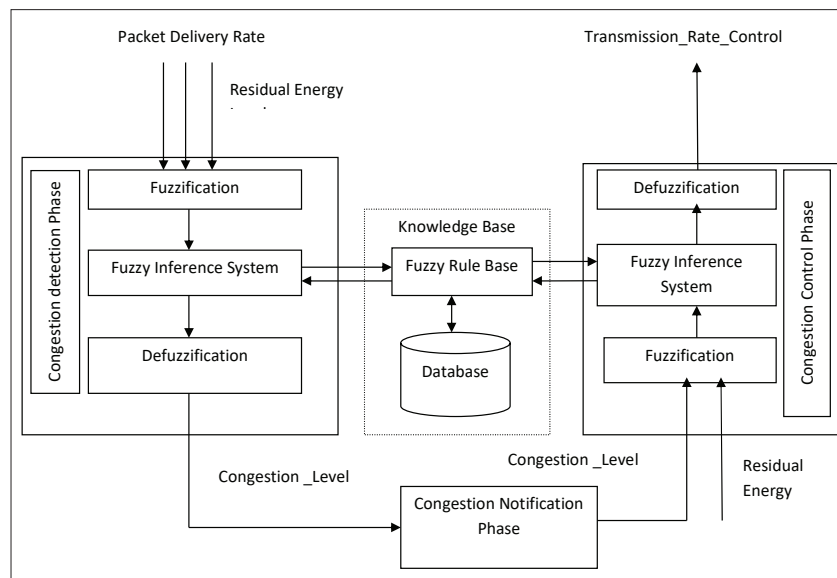 Packet Delivery Rate
Transmission_Rate_Control
Residual Energy
Congestion detection Phase
Fuzzification
Fuzzy Inference System
Defuzzification
Knowledge Base
Fuzzy Rule Base
Database
Defuzzification
Fuzzy Inference
System
Fuzzification
Congestion Control Phase
Congestion _Level
Congestion _Level
Congestion Notification
Phase
Residual
Energy